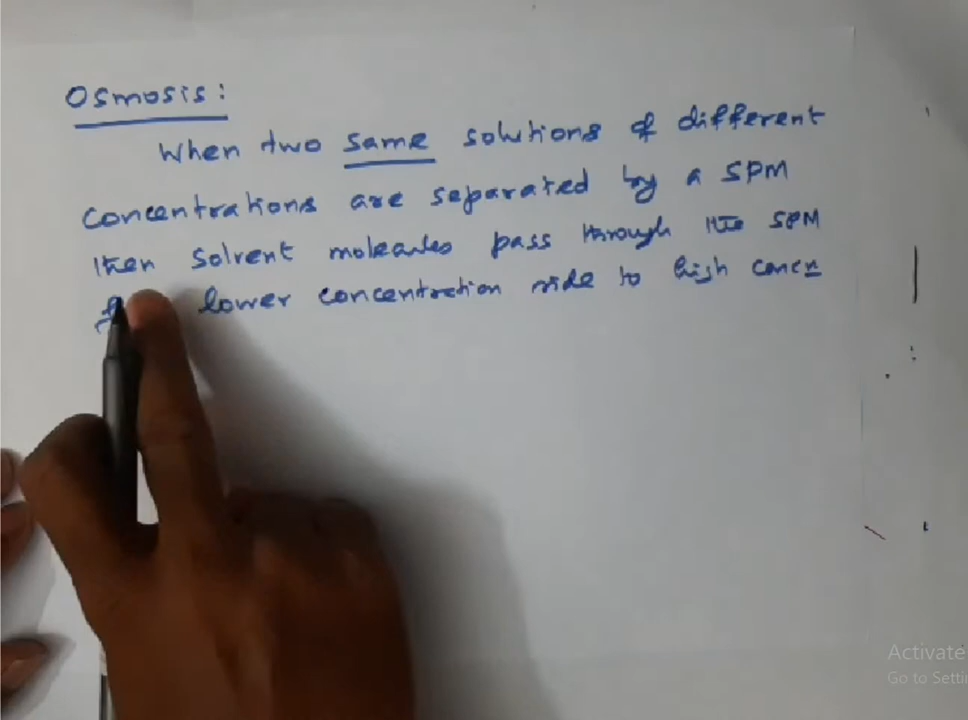 Osmosis:
When two same solutions of different
concentrations are separated by a SPM
then solvent molecules pass through the SPM
lower concentration side to high concn
Activate
Go to Setti